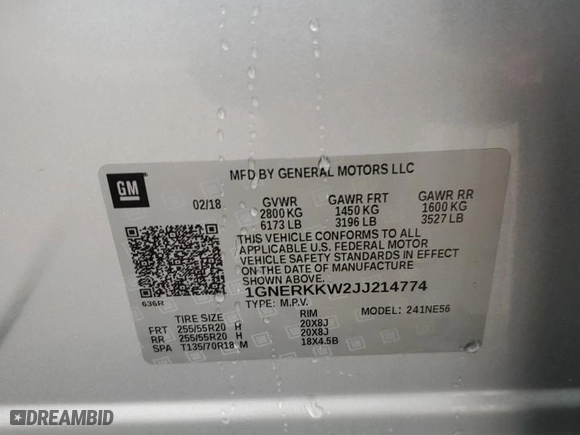 GM
MFD BY GENERAL MOTORS LLC
02/18 GVWR GAWR FRT GAWR RR
2800 KG 1450 KG 1600 KG
6173 LB 3196 LB 3527 LB
THIS VEHICLE CONFORMS TO ALL
APPLICABLE U.S. FEDERAL MOTOR
VEHICLE SAFETY STANDARDS IN EFFECT
ON THE DATE OF MANUFACTURE
SHOWN ABOVE.
1GNERKKW2JJ214774
636R
TYPE: M.P.V. MODEL: 241NE56
TIRE SIZE RIM
FRT 255/55R20 H 20X8J
RR 255/55R20 H 20X8J
SPA T135/70R18 M 18X4.5B
DREAMBID